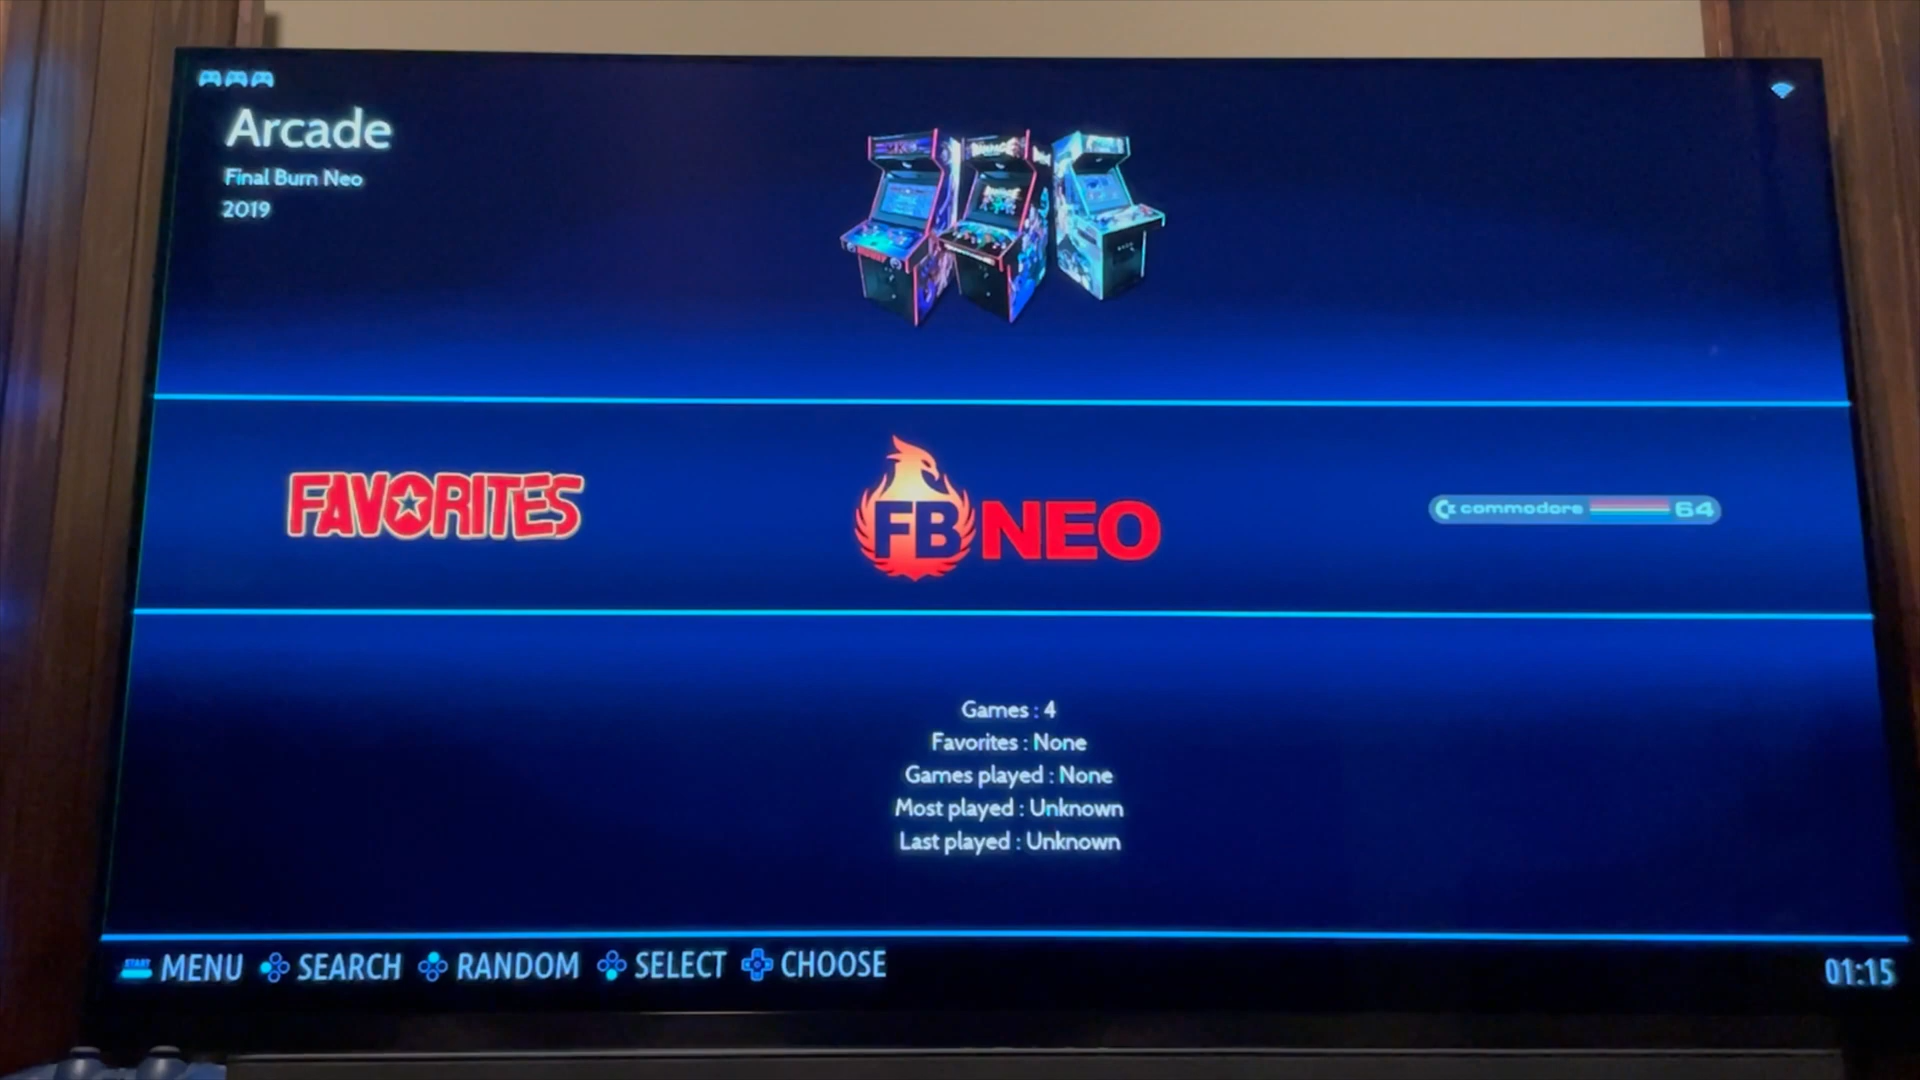 Arcade
Final Burn Neo
2019
FAVORITES
FB NEO
commodore 64
Games : 4
Favorites : None
Games played : None
Most played : Unknown
Last played : Unknown
START MENU SEARCH RANDOM SELECT CHOOSE
01:15